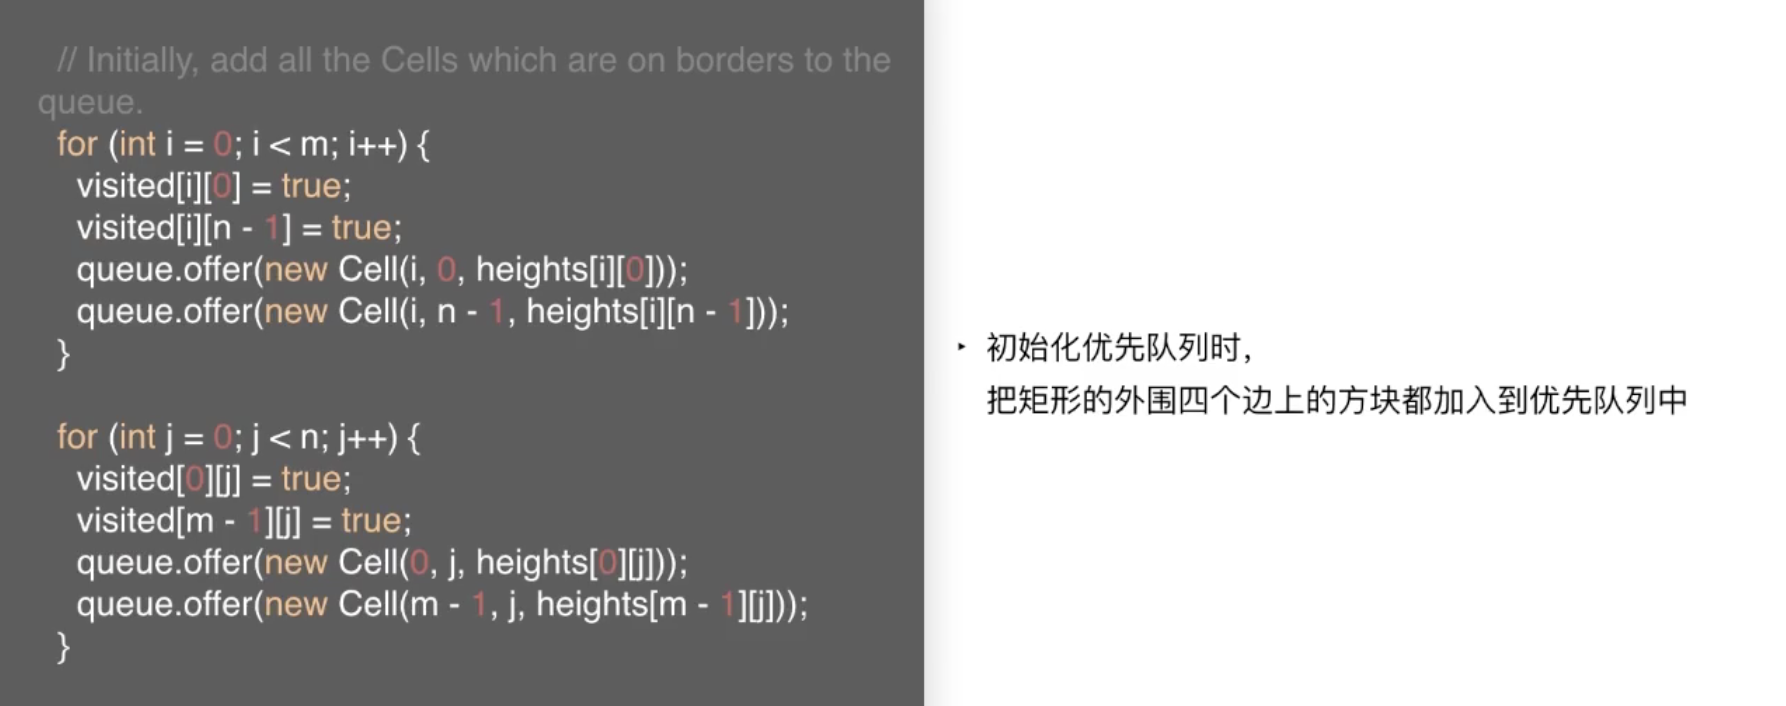 // Initially, add all the Cells which are on borders to the
queue.
for (int i = 0; i < m; i++) {
visited[i][0] = true;
visited[i][n - 1] = true;
queue.offer(new Cell(i, 0, heights[i][0]));
queue.offer(new Cell(i, n - 1, heights[i][n - 1]));
}
for (int j = 0; j < n; j++) {
visited[0][j] = true;
visited[m - 1][j] = true;
queue.offer(new Cell(0, j, heights[0][j]));
queue.offer(new Cell(m - 1, j, heights[m - 1][j]));
}
‣ 初始化优先队列时,
把矩形的外围四个边上的方块都加入到优先队列中